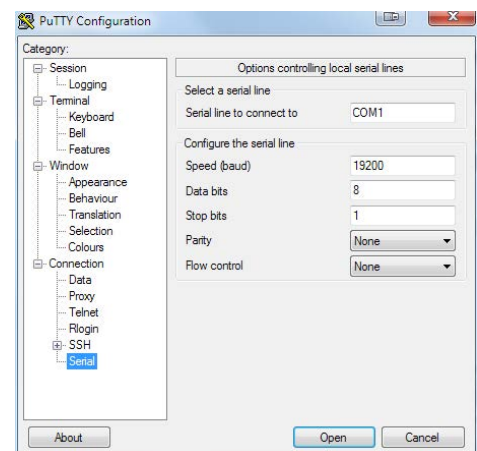 PuTTY Configuration
Category:
Session
Logging
Terminal
Keyboard
Bell
Features
Window
Appearance
Behaviour
Translation
Selection
Colours
Connection
Data
Proxy
Telnet
Rlogin
SSH
Serial
Options controlling local serial lines
Select a serial line
Serial line to connect to COM1
Configure the serial line
Speed (baud) 19200
Data bits 8
Stop bits 1
Parity None
Flow control None
About Open Cancel